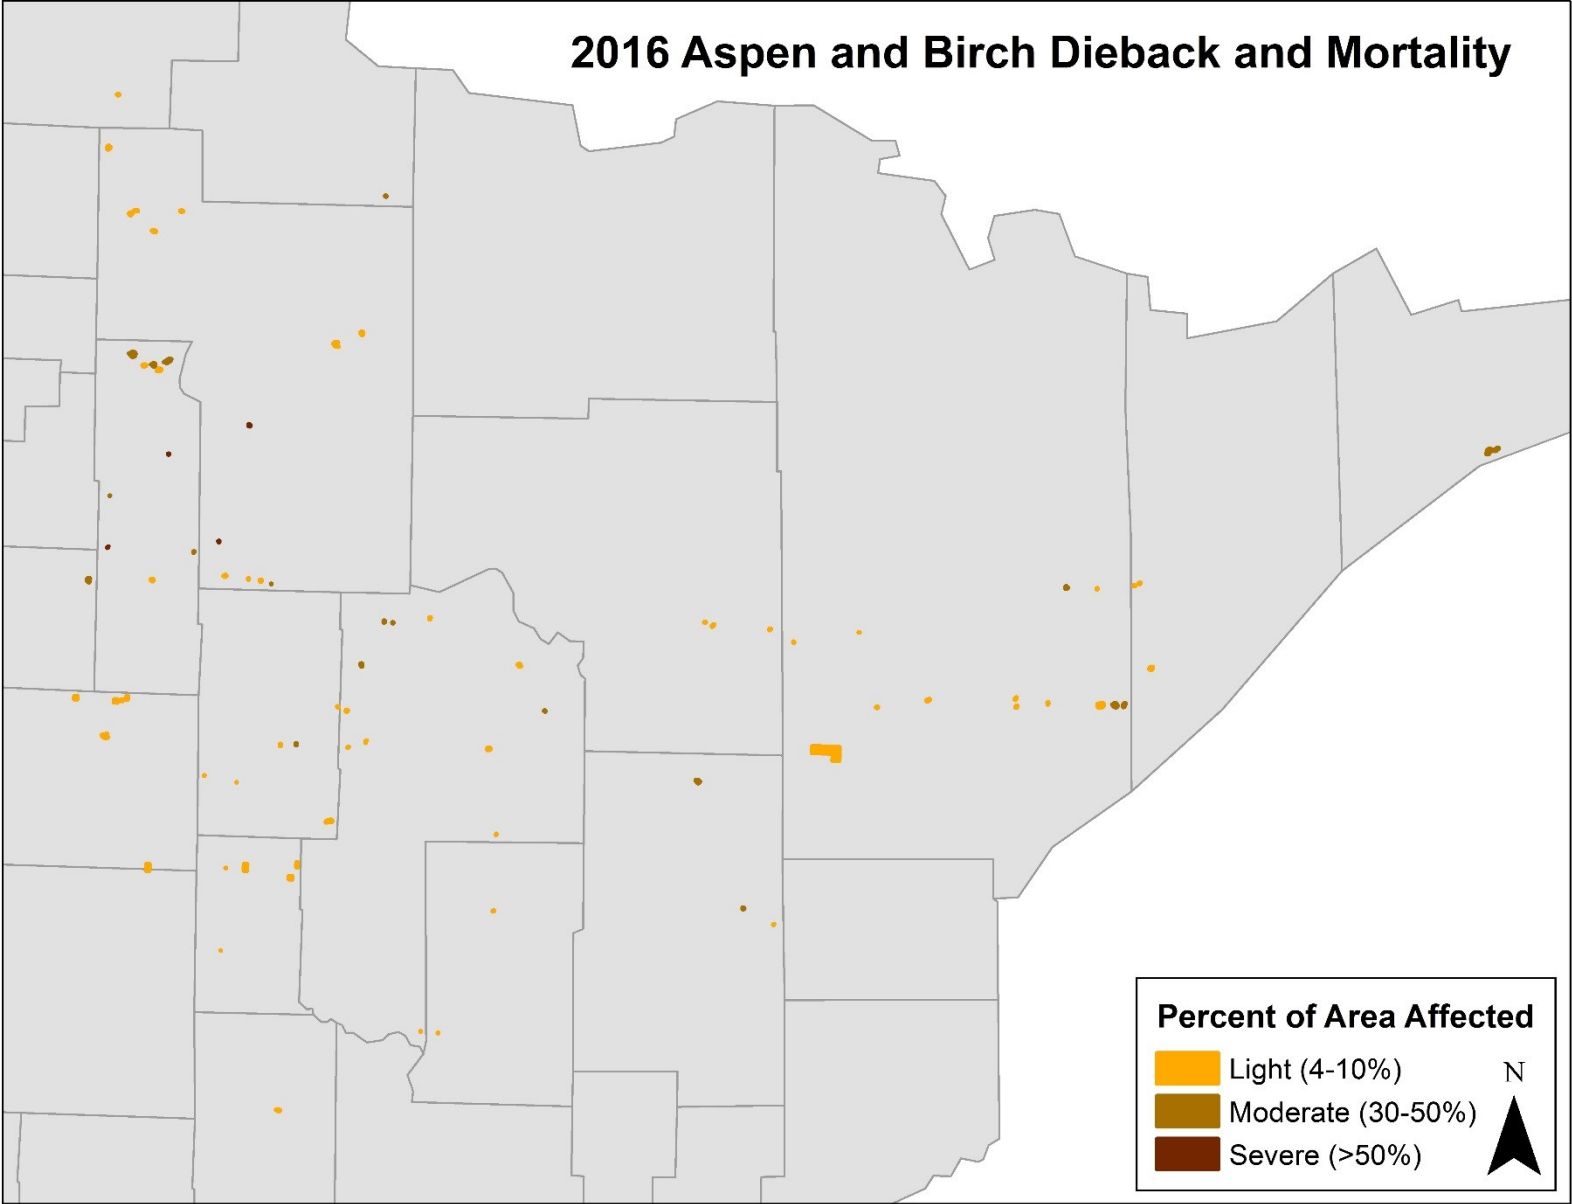 2016 Aspen and Birch Dieback and Mortality
Percent of Area Affected
Light (4-10%)
N
Moderate (30-50%)
Severe (>50%)